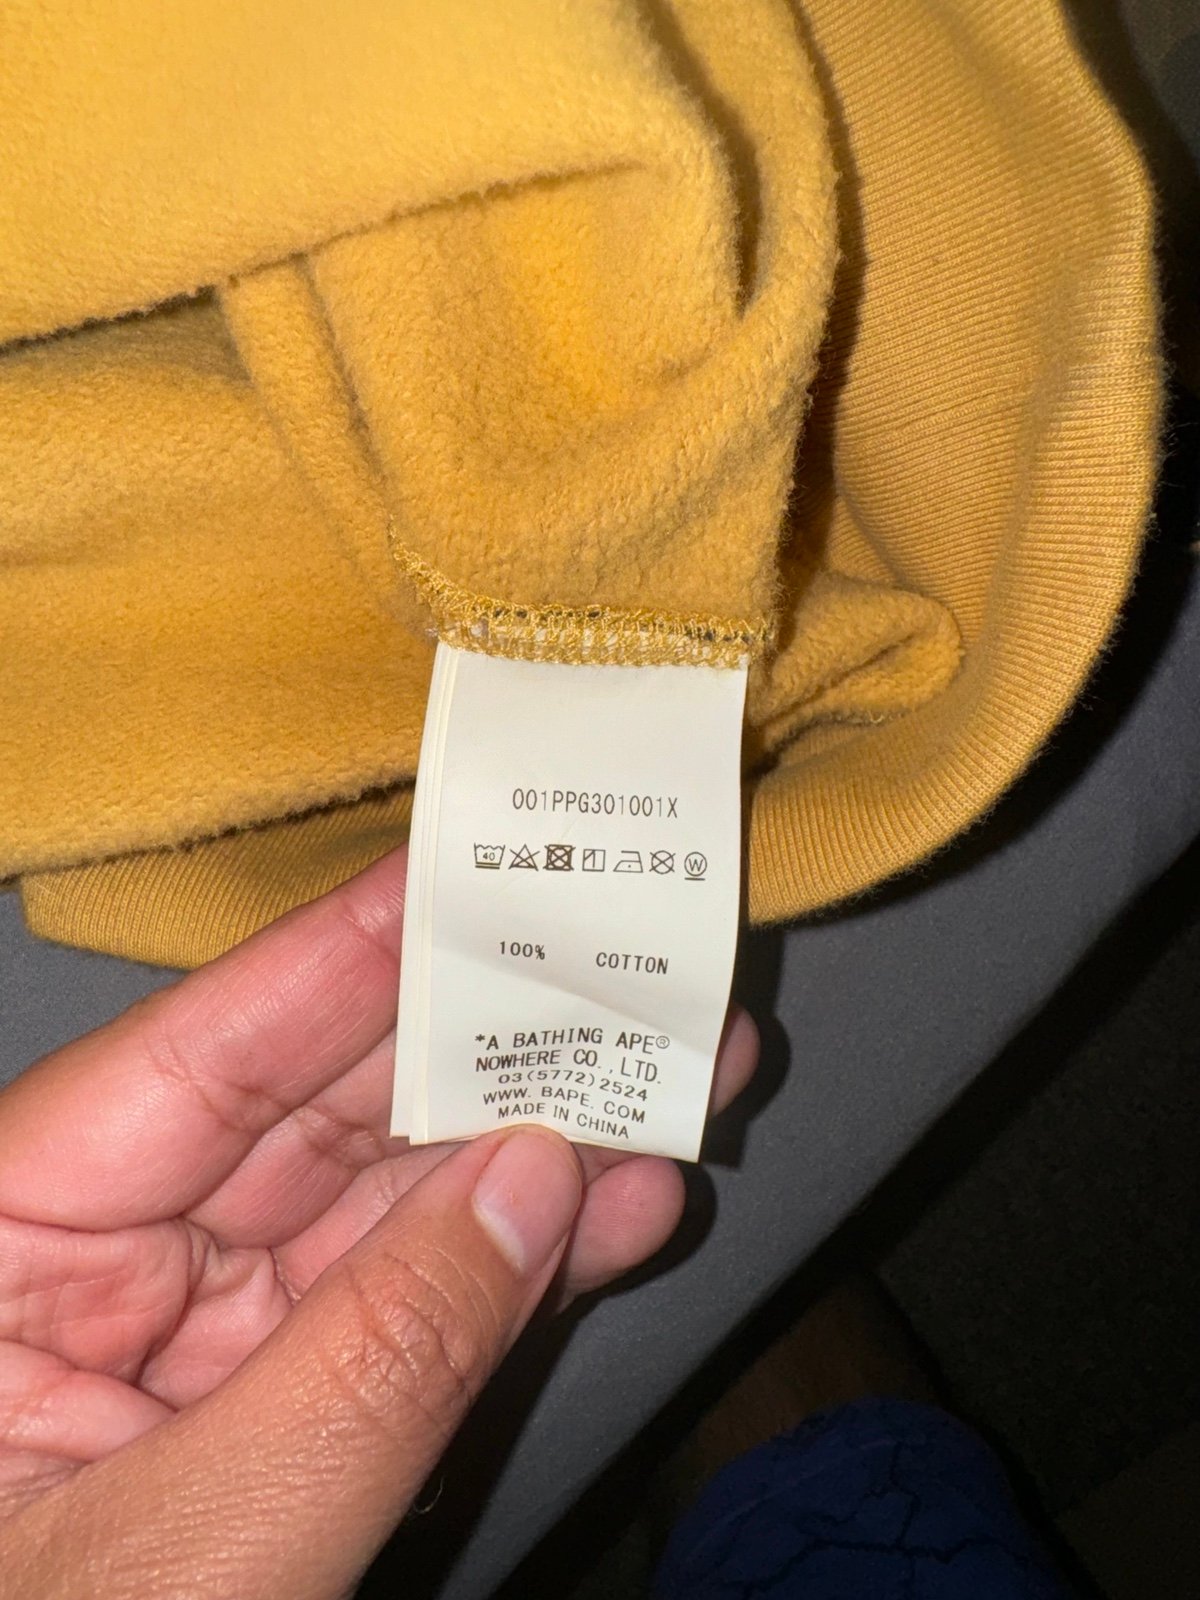 001PPG301001X
40 W
100% COTTON
*A BATHING APE®
NOWHERE CO.,LTD.
03(5772)2524
WWW. BAPE. COM
MADE IN CHINA